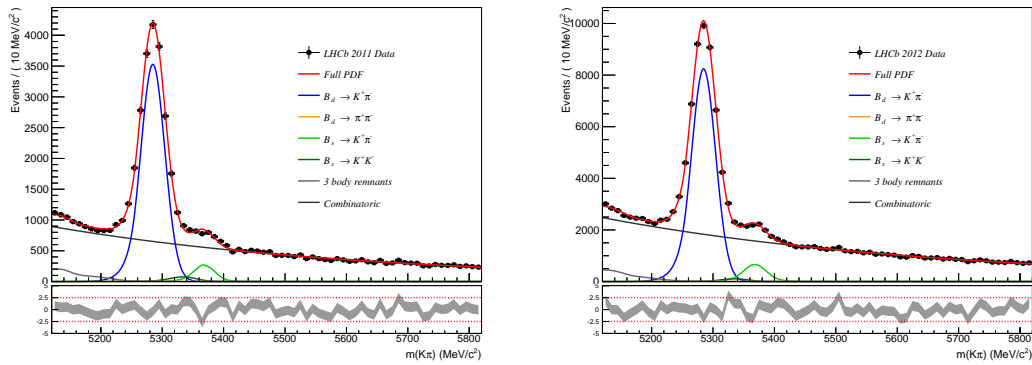 Events / ( 10 MeV/c²)
4000
3500
3000
2500
2000
1500
1000
500
0
LHCb 2011 Data
Full PDF
B_d → K⁺π⁻
B_d → π⁺π⁻
B_s → K⁺π⁻
B_s → K⁺K⁻
3 body remnants
Combinatoric
5
2.5
0
-2.5
-5
5200 5300 5400 5500 5600 5700 5800
m(Kπ) (MeV/c²)
Events / ( 10 MeV/c²)
10000
8000
6000
4000
2000
0
LHCb 2012 Data
Full PDF
B_d → K⁺π⁻
B_d → π⁺π⁻
B_s → K⁺π⁻
B_s → K⁺K⁻
3 body remnants
Combinatoric
5
2.5
0
-2.5
-5
5200 5300 5400 5500 5600 5700 5800
m(Kπ) (MeV/c²)